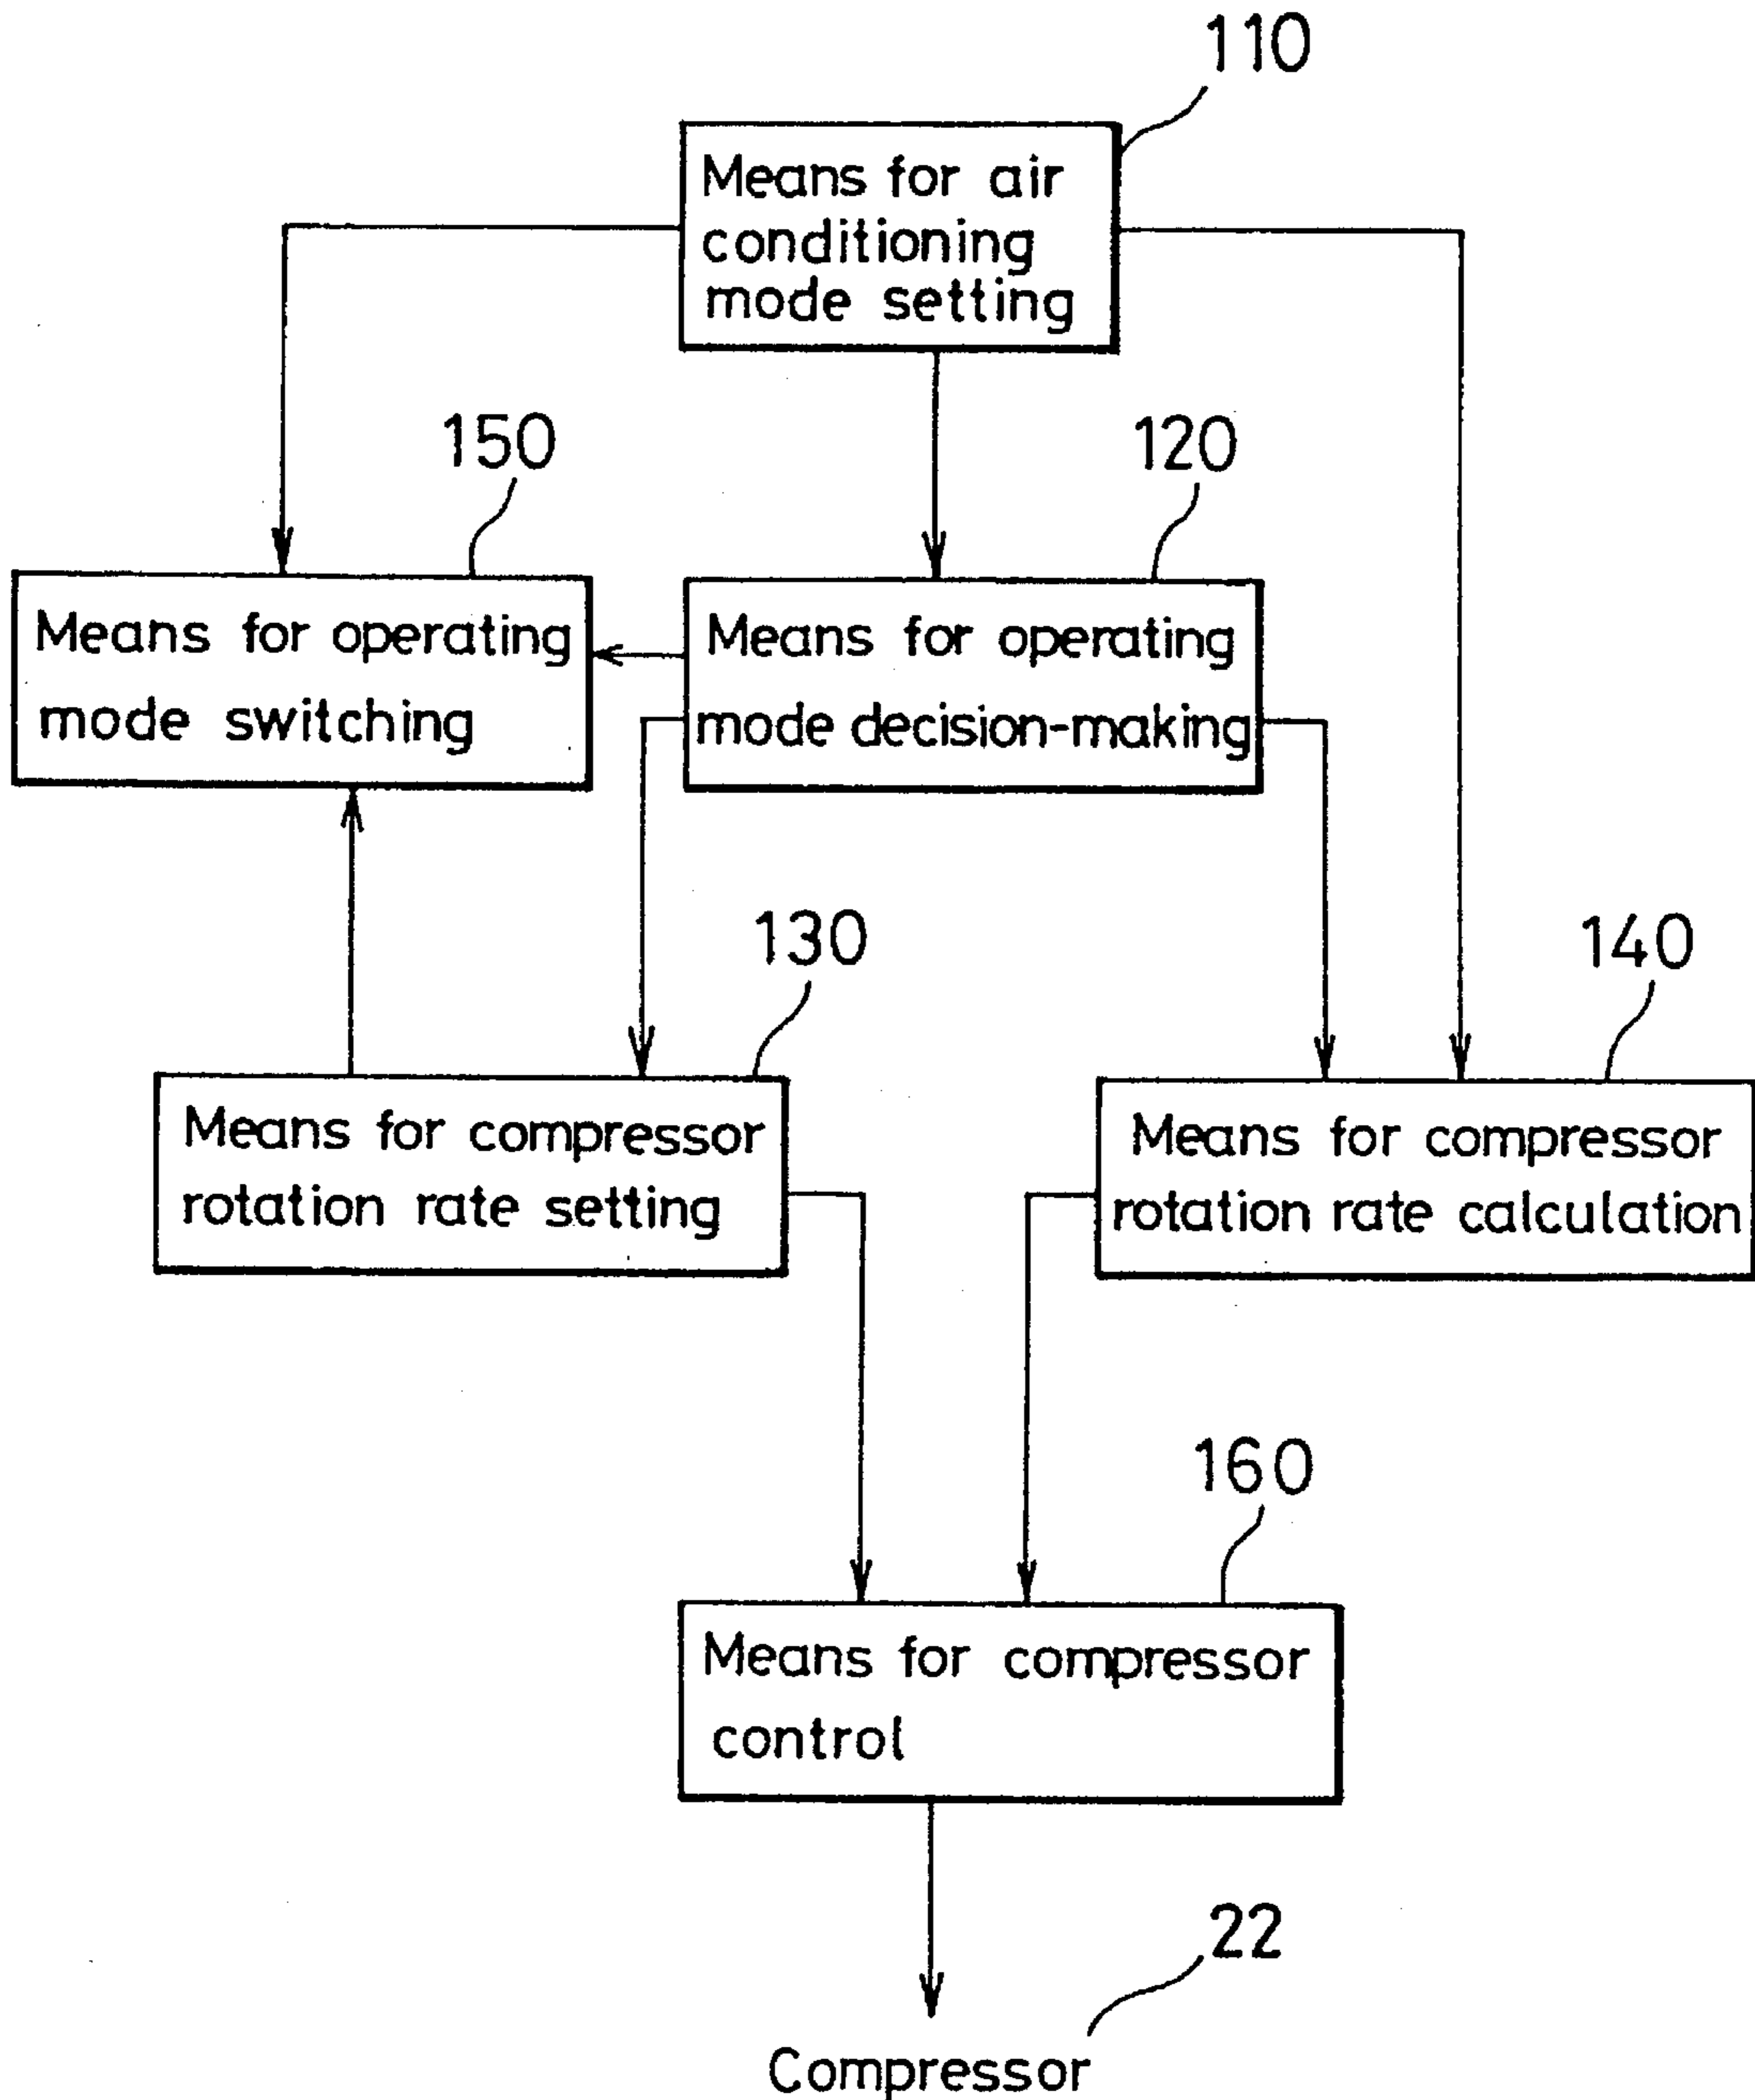 110
Means for air
conditioning
mode setting
150
120
Means for operating
mode switching
Means for operating
mode decision-making
130
140
Means for compressor
rotation rate setting
Means for compressor
rotation rate calculation
160
Means for compressor
control
22
Compressor